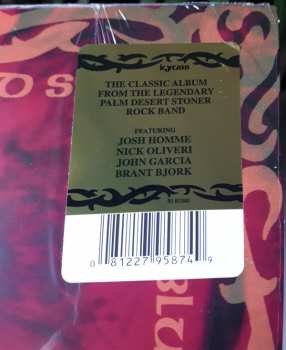 kyuss
THE CLASSIC ALBUM
FROM THE LEGENDARY
PALM DESERT STONER
ROCK BAND
FEATURING
JOSH HOMME
NICK OLIVERI
JOHN GARCIA
BRANT BJORK
0 81227 95874 9